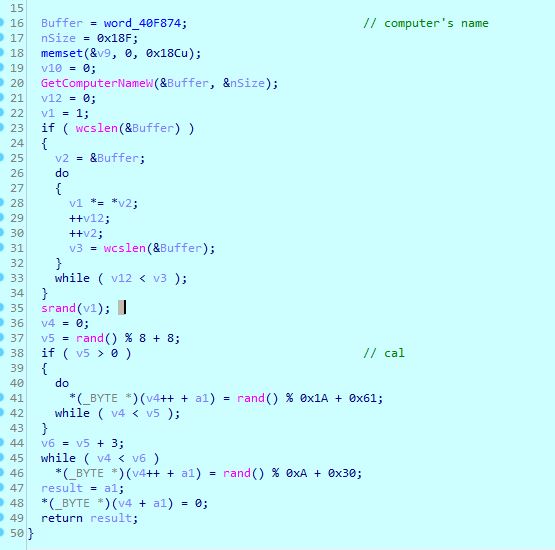 15
16 Buffer = word_40F874; // computer's name
17 nSize = 0x18F;
18 memset(&v9, 0, 0x18Cu);
19 v10 = 0;
20 GetComputerNameW(&Buffer, &nSize);
21 v12 = 0;
22 v1 = 1;
23 if ( wcslen(&Buffer) )
24 {
25 v2 = &Buffer;
26 do
27 {
28 v1 *= *v2;
29 ++v12;
30 ++v2;
31 v3 = wcslen(&Buffer);
32 }
33 while ( v12 < v3 );
34 }
35 srand(v1);
36 v4 = 0;
37 v5 = rand() % 8 + 8;
38 if ( v5 > 0 ) // cal
39 {
40 do
41 *(_BYTE *)(v4++ + a1) = rand() % 0x1A + 0x61;
42 while ( v4 < v5 );
43 }
44 v6 = v5 + 3;
45 while ( v4 < v6 )
46 *(_BYTE *)(v4++ + a1) = rand() % 0xA + 0x30;
47 result = a1;
48 *(_BYTE *)(v4 + a1) = 0;
49 return result;
50 }